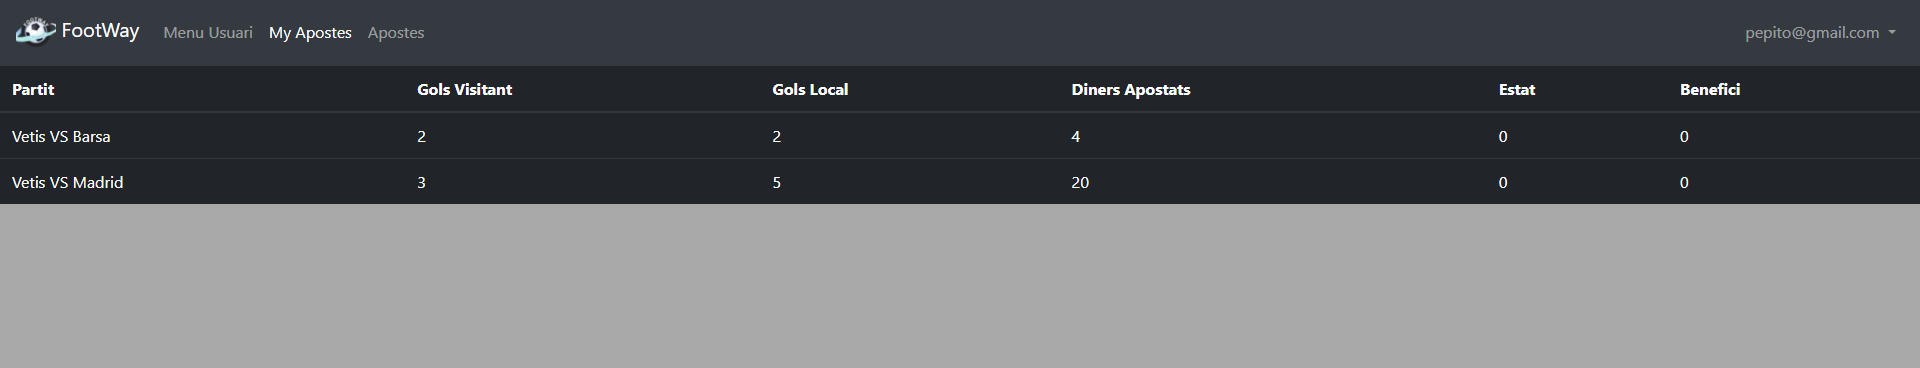 FootWay Menu Usuari My Apostes Apostes pepito@gmail.com
Partit Gols Visitant Gols Local Diners Apostats Estat Benefici
Vetis VS Barsa 2 2 4 0 0
Vetis VS Madrid 3 5 20 0 0